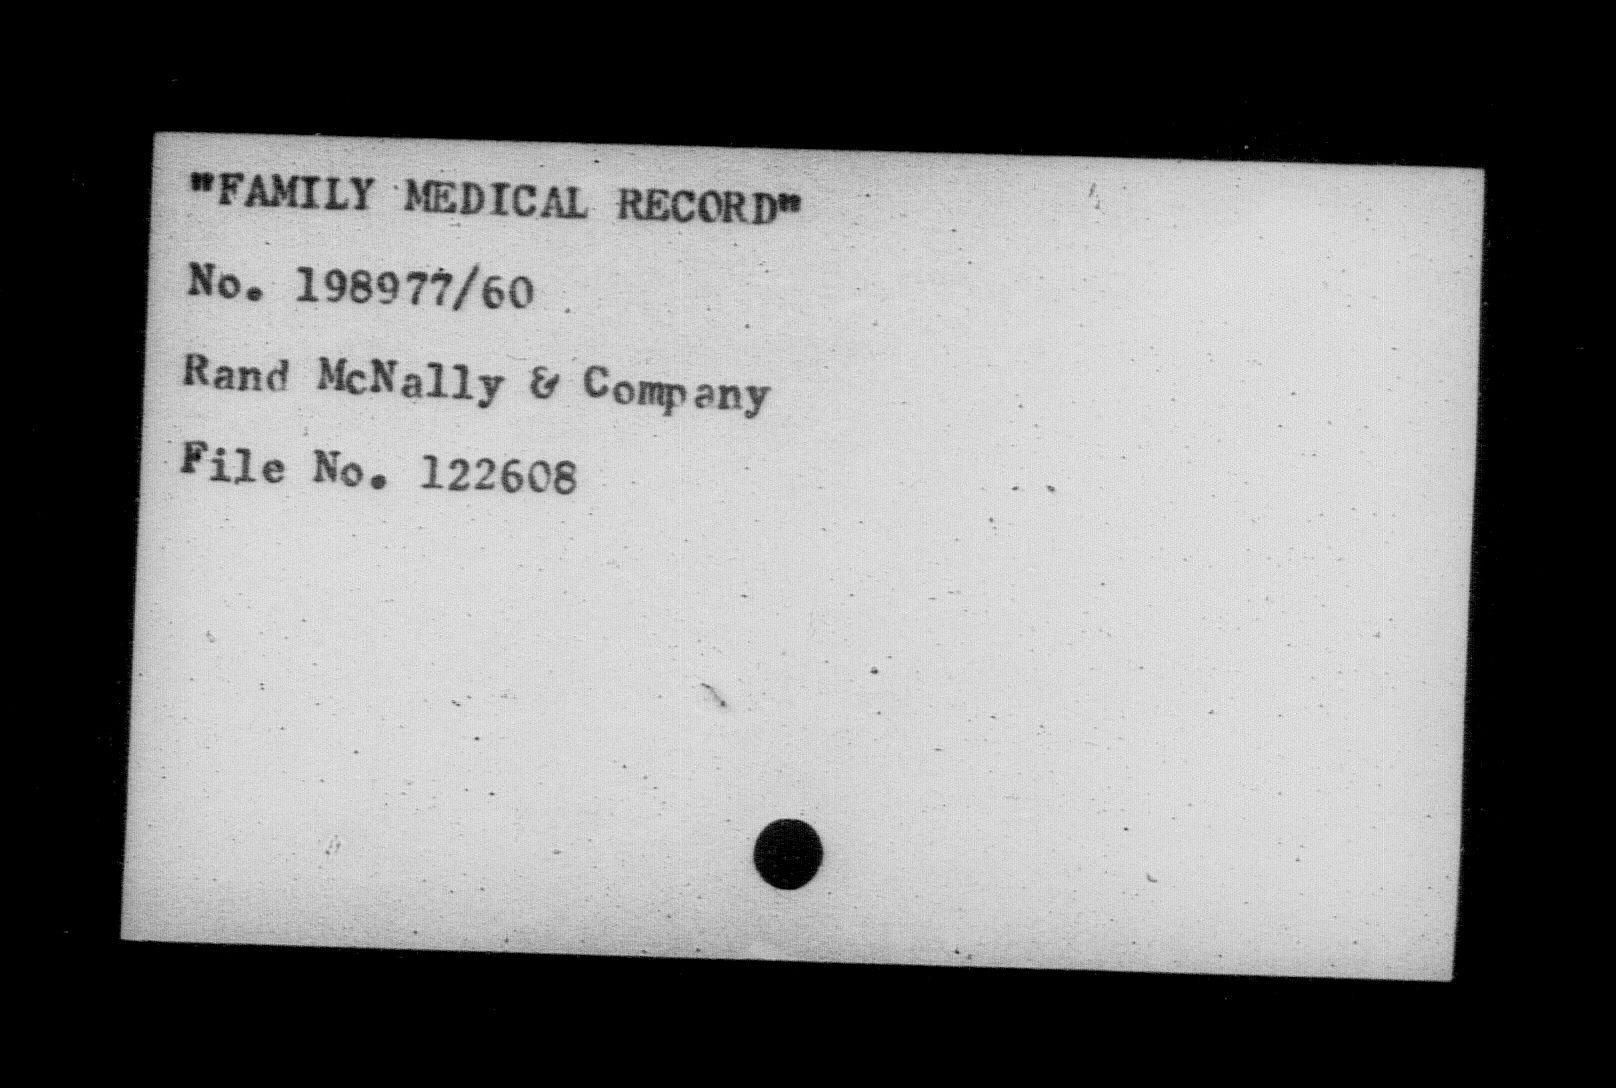 "FAMILY MEDICAL RECORD"
No. 198977/60
Rand McNally & Company
File No. 122608